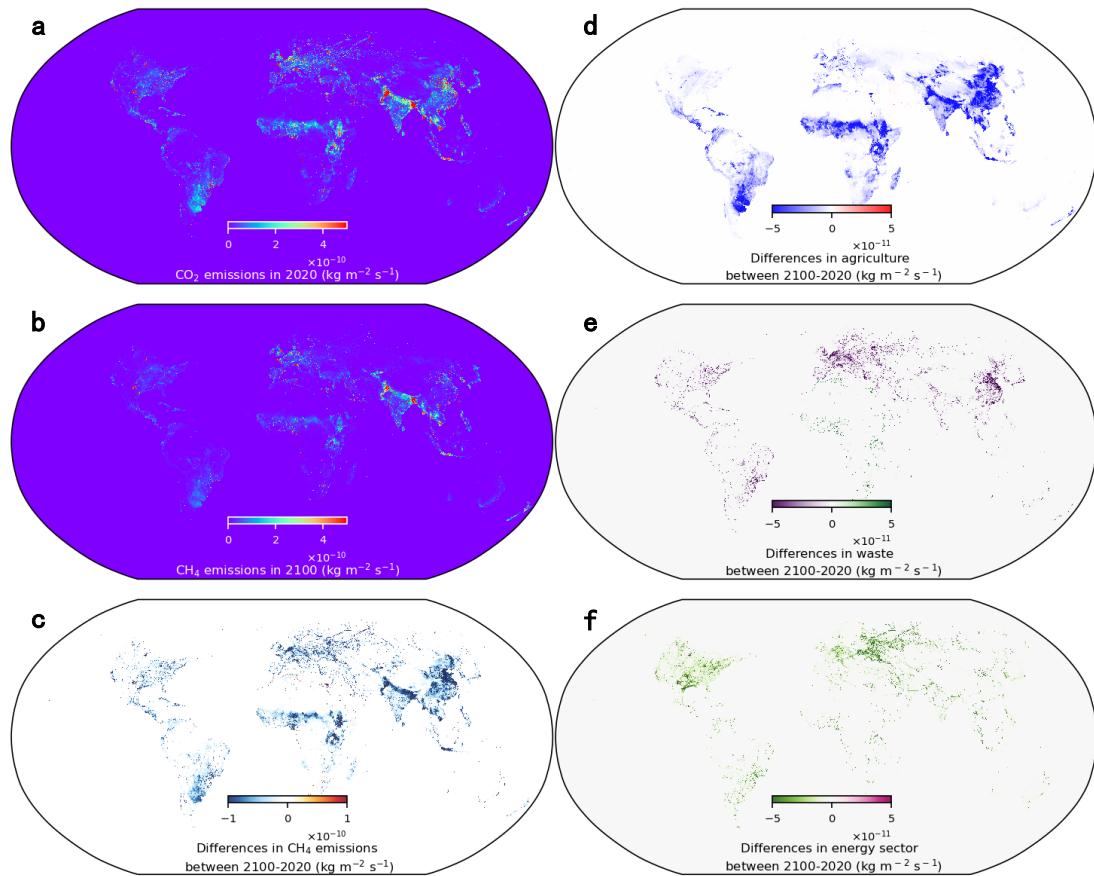 a
0 2 4
×10⁻¹⁰
CO₂ emissions in 2020 (kg m⁻² s⁻¹)
b
0 2 4
×10⁻¹⁰
CH₄ emissions in 2100 (kg m⁻² s⁻¹)
c
−1 0 1
×10⁻¹⁰
Differences in CH₄ emissions
between 2100-2020 (kg m⁻² s⁻¹)
d
−5 0 5
×10⁻¹¹
Differences in agriculture
between 2100-2020 (kg m⁻² s⁻¹)
e
−5 0 5
×10⁻¹¹
Differences in waste
between 2100-2020 (kg m⁻² s⁻¹)
f
−5 0 5
×10⁻¹¹
Differences in energy sector
between 2100-2020 (kg m⁻² s⁻¹)